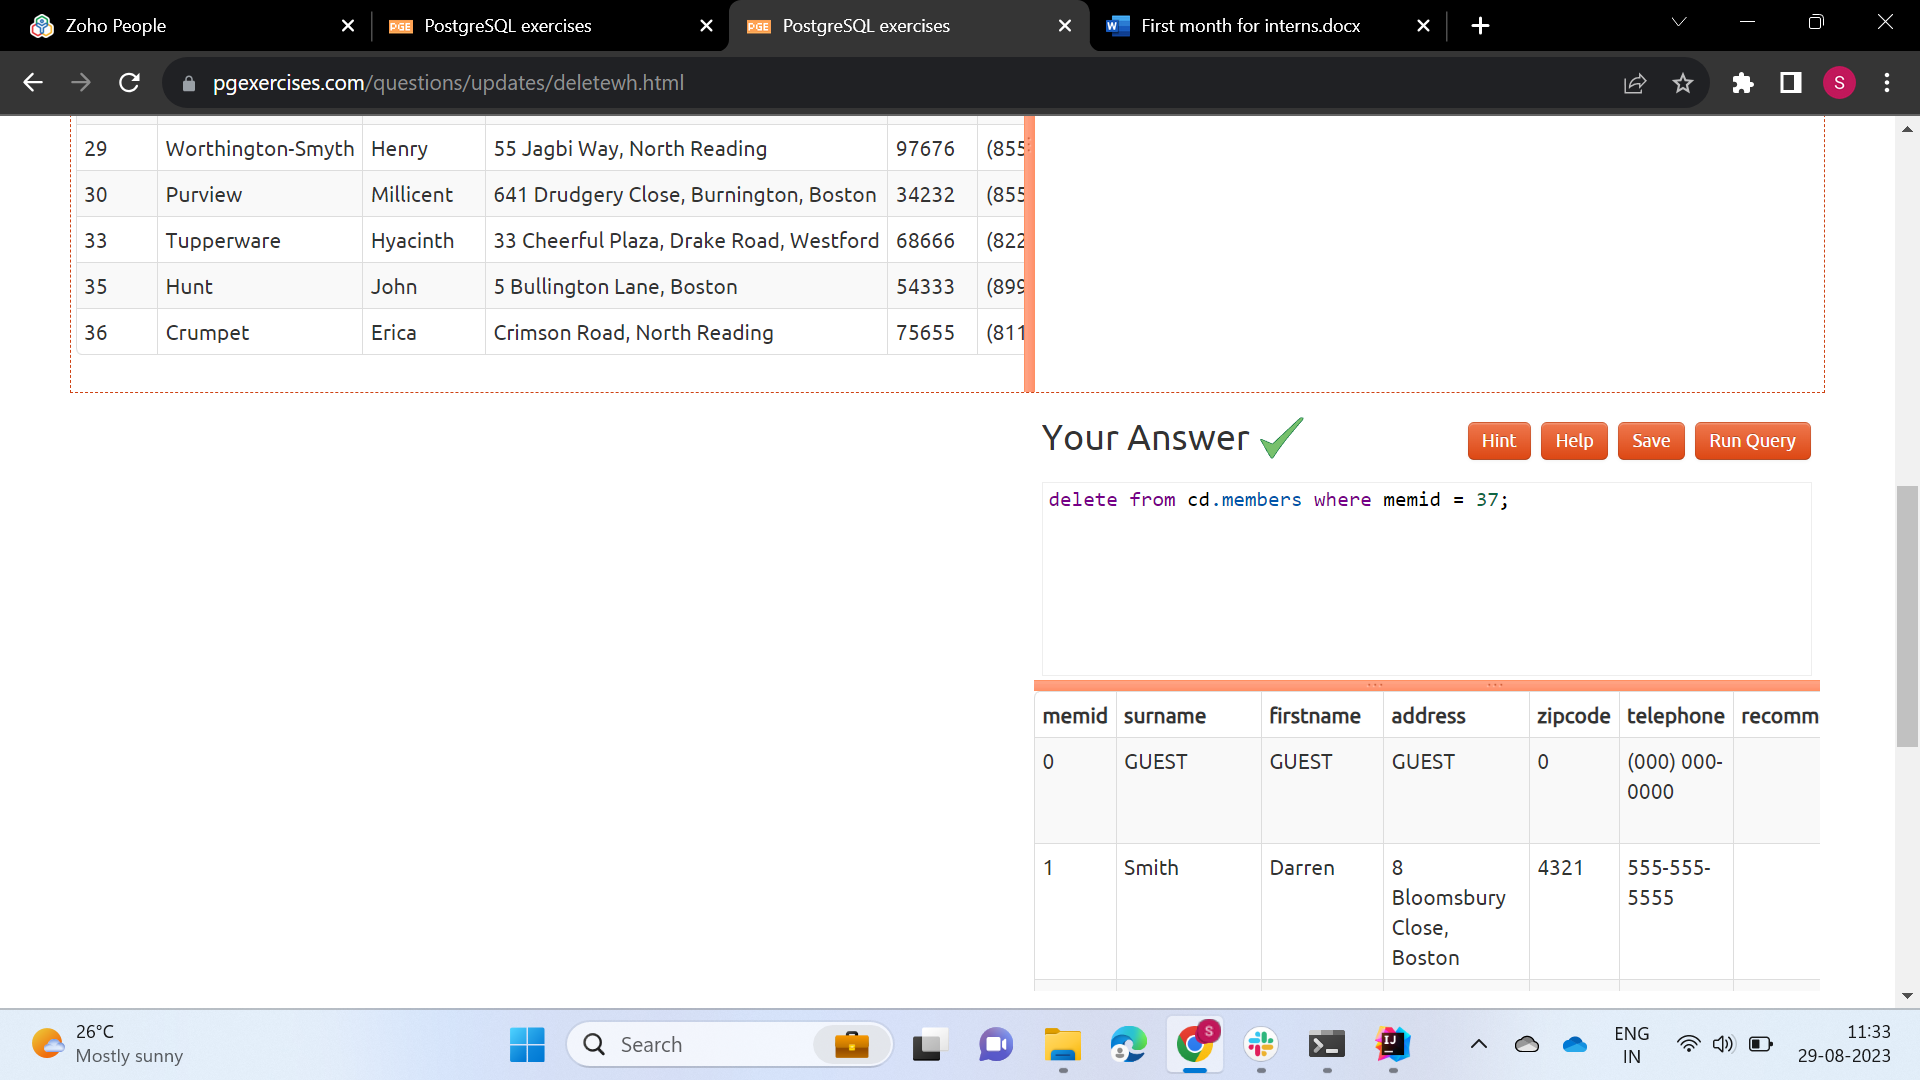 Zoho People
PGE PostgreSQL exercises
PGE PostgreSQL exercises
W First month for interns.docx
pgexercises.com/questions/updates/deletewh.html
S
29 Worthington-Smyth Henry 55 Jagbi Way, North Reading 97676 (855
30 Purview Millicent 641 Drudgery Close, Burnington, Boston 34232 (855
33 Tupperware Hyacinth 33 Cheerful Plaza, Drake Road, Westford 68666 (822
35 Hunt John 5 Bullington Lane, Boston 54333 (899
36 Crumpet Erica Crimson Road, North Reading 75655 (811
Your Answer
Hint Help Save Run Query
delete from cd.members where memid = 37;
memid surname firstname address zipcode telephone recomm
0 GUEST GUEST GUEST 0 (000) 000-
0000
1 Smith Darren 8 4321 555-555-
Bloomsbury 5555
Close,
Boston
26°C
Mostly sunny
Search
S
IJ
ENG
IN
11:33
29-08-2023